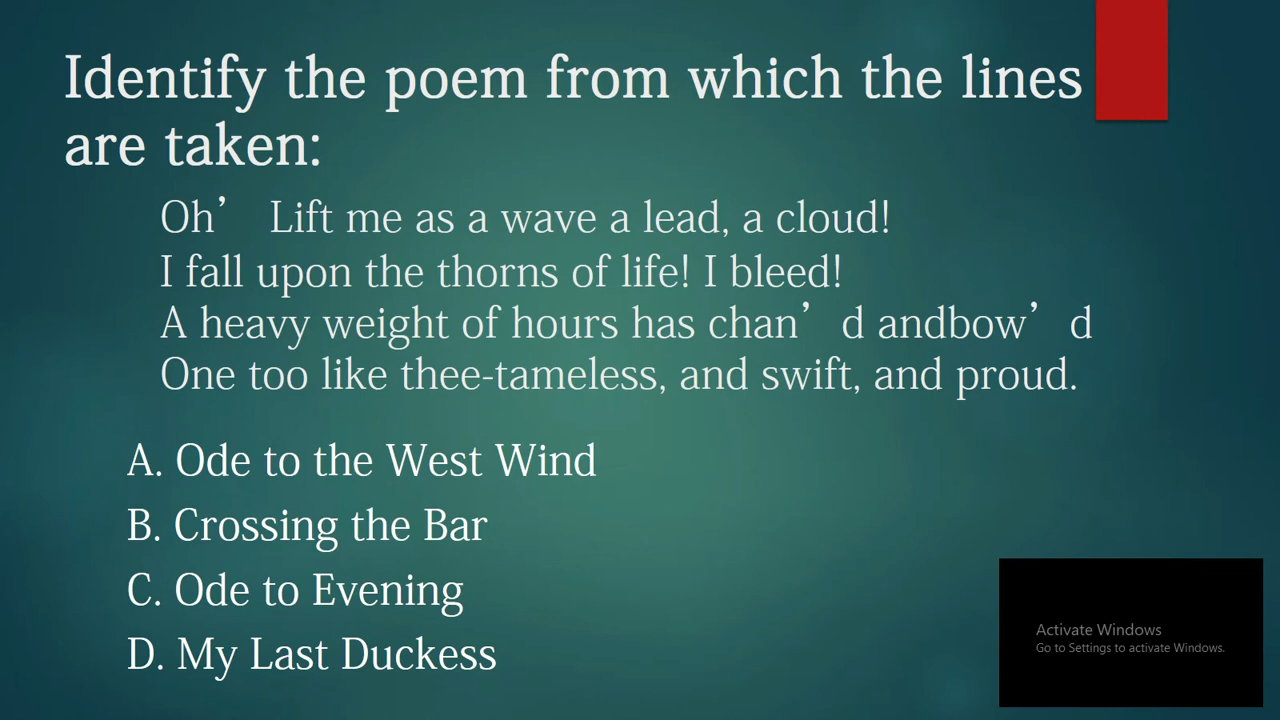 Identify the poem from which the lines
are taken:
Oh’ Lift me as a wave a lead, a cloud!
I fall upon the thorns of life! I bleed!
A heavy weight of hours has chan’ d andbow’ d
One too like thee-tameless, and swift, and proud.
A. Ode to the West Wind
B. Crossing the Bar
C. Ode to Evening
D. My Last Duckess
Activate Windows
Go to Settings to activate Windows.